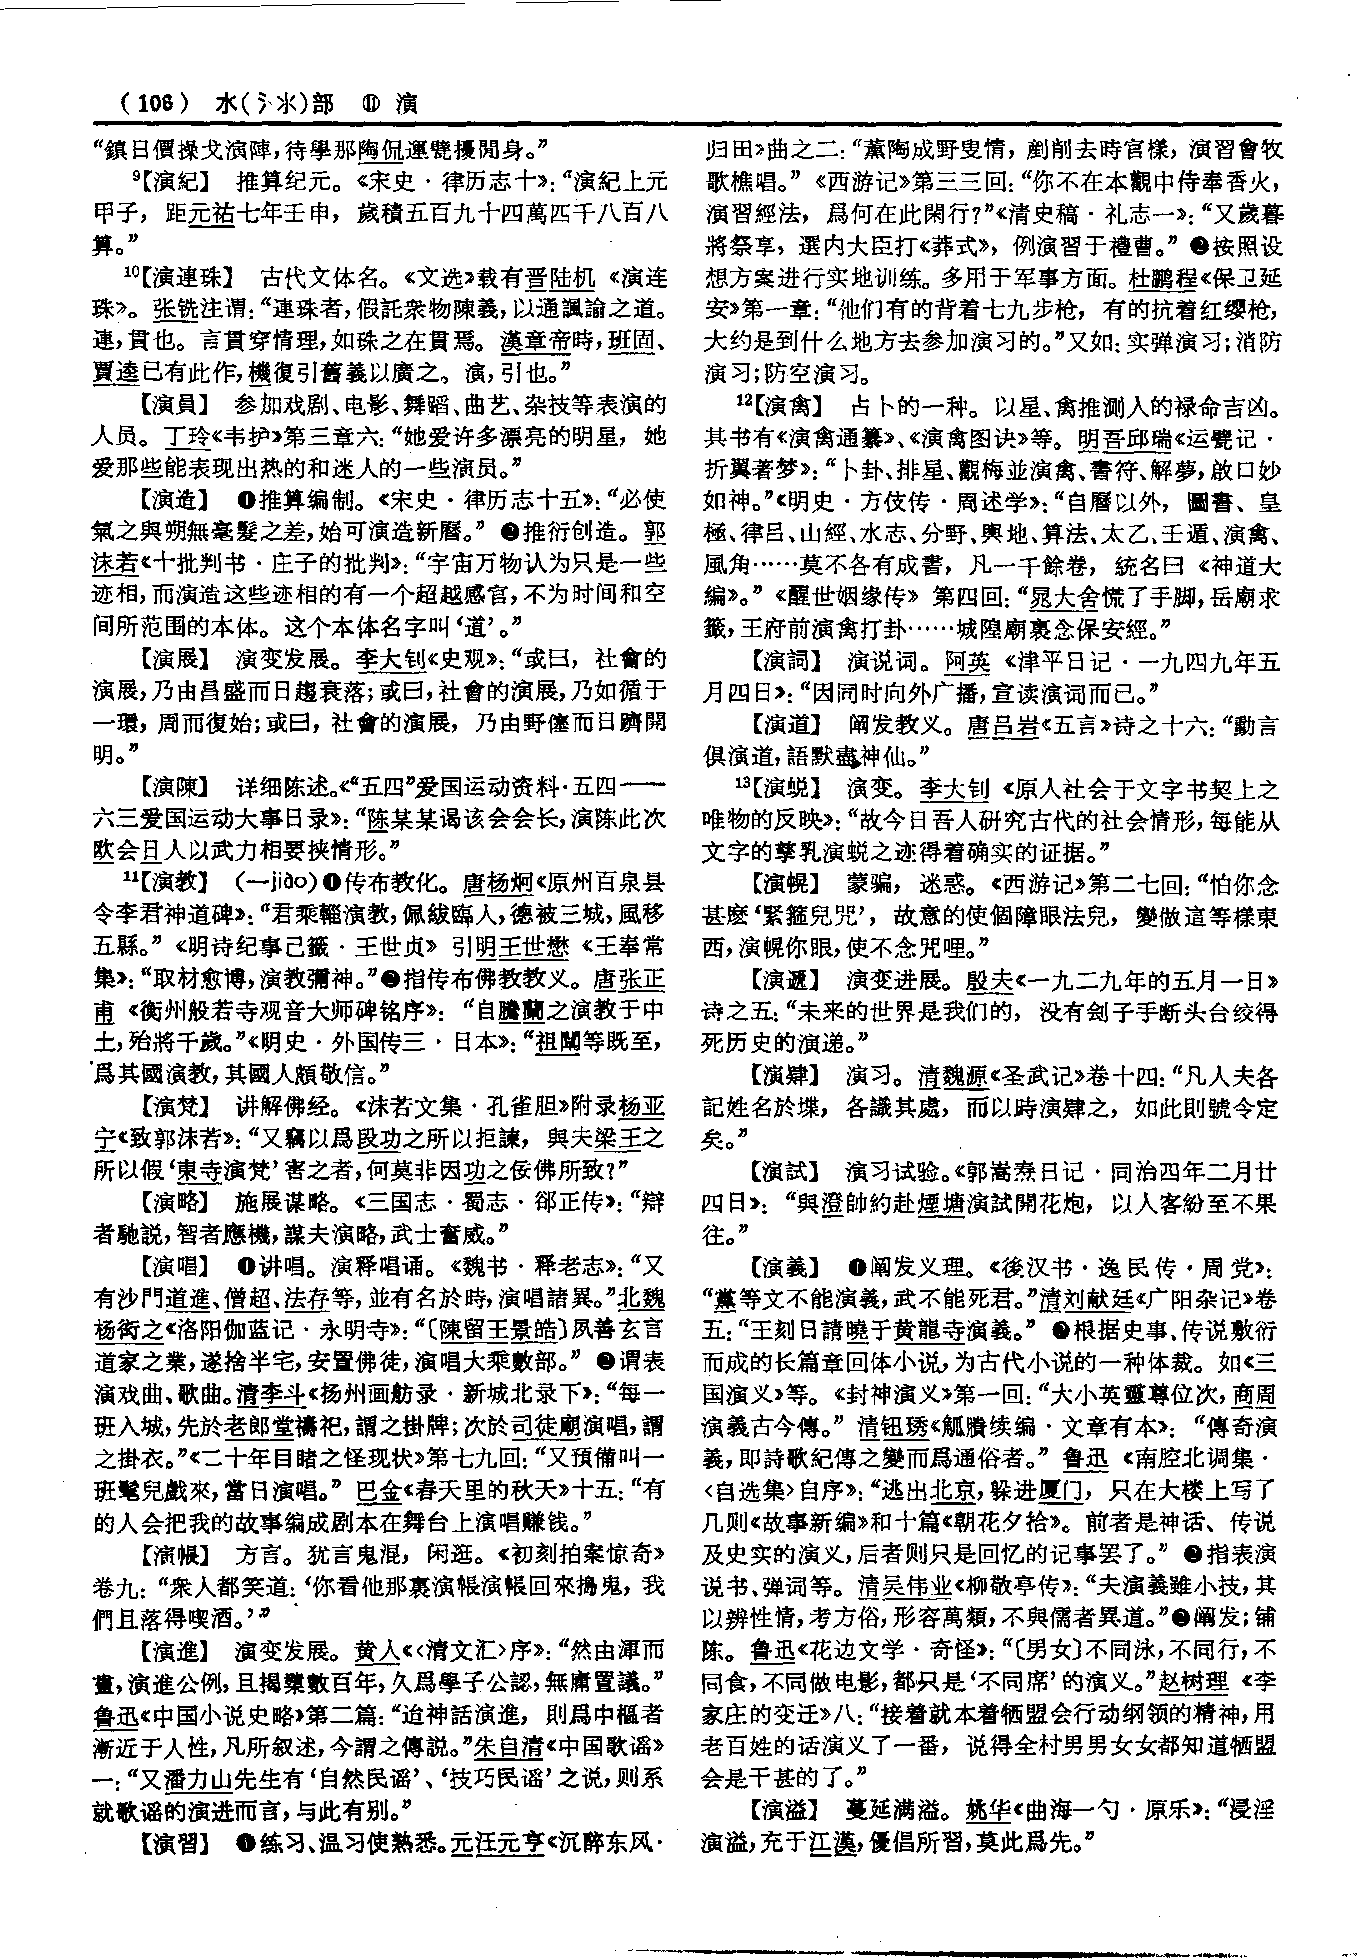 （106） 水(氵氺)部 ⑪ 演
“鎮日價操戈演陣，待學那陶侃運甓擾閒身。”
⁹【演紀】 推算纪元。《宋史·律历志十》：“演紀上元
甲子，距元祐七年壬申，歲積五百九十四萬四千八百八
算。”
¹⁰【演連珠】 古代文体名。《文选》载有晋陆机《演连
珠》。张铣注谓：“連珠者，假託衆物陳義，以通諷諭之道。
連，貫也。言貫穿情理，如珠之在貫焉。漢章帝時，班固、
賈逵已有此作，機復引舊義以廣之。演，引也。”
【演員】 参加戏剧、电影、舞蹈、曲艺、杂技等表演的
人员。丁玲《韦护》第三章六：“她爱许多漂亮的明星，她
爱那些能表现出热的和迷人的一些演员。”
【演造】 ❶推算编制。《宋史·律历志十五》：“必使
氣之與朔無毫髮之差，始可演造新曆。” ❷推衍创造。郭
沫若《十批判书·庄子的批判》：“宇宙万物认为只是一些
迹相，而演造这些迹相的有一个超越感官，不为时间和空
间所范围的本体。这个本体名字叫‘道’。”
【演展】 演变发展。李大钊《史观》：“或曰，社會的
演展，乃由昌盛而日趨衰落；或曰，社會的演展，乃如循于
一環，周而復始；或曰，社會的演展，乃由野僿而日躋開
明。”
【演陳】 详细陈述。《“五四”爱国运动资料·五四——
六三爱国运动大事日录》：“陈某某谒该会会长，演陈此次
欧会日人以武力相要挟情形。”
¹¹【演教】 (—jiào)❶传布教化。唐杨炯《原州百泉县
令李君神道碑》：“君乘軺演教，佩紱臨人，德被三城，風移
五縣。”《明诗纪事己籤·王世贞》引明王世懋《王奉常
集》：“取材愈博，演教彌神。”❷指传布佛教教义。唐张正
甫《衡州般若寺观音大师碑铭序》：“自騰蘭之演教于中
土，殆將千歲。”《明史·外国传三·日本》：“祖闡等既至，
爲其國演教，其國人頗敬信。”
【演梵】 讲解佛经。《沫若文集·孔雀胆》附录杨亚
宁《致郭沫若》：“又竊以爲段功之所以拒諫，與夫梁王之
所以假‘東寺演梵’害之者，何莫非因功之佞佛所致？”
【演略】 施展谋略。《三国志·蜀志·郤正传》：“辯
者馳説，智者應機，謀夫演略，武士奮威。”
【演唱】 ❶讲唱。演释唱诵。《魏书·释老志》：“又
有沙門道進、僧超、法存等，並有名於時，演唱諸異。”北魏
杨衒之《洛阳伽蓝记·永明寺》：“〔陳留王景皓〕夙善玄言
道家之業，遂捨半宅，安置佛徒，演唱大乘數部。” ❷谓表
演戏曲、歌曲。清李斗《扬州画舫录·新城北录下》：“每一
班入城，先於老郎堂禱祀，謂之掛牌；次於司徒廟演唱，謂
之掛衣。”《二十年目睹之怪现状》第七九回：“又預備叫一
班髦兒戲來，當日演唱。” 巴金《春天里的秋天》十五：“有
的人会把我的故事编成剧本在舞台上演唱赚钱。”
【演帳】 方言。犹言鬼混，闲逛。《初刻拍案惊奇》
卷九：“衆人都笑道：‘你看他那裏演帳演帳回來搗鬼，我
們且落得喫酒。’”
【演進】 演变发展。黄人《〈清文汇〉序》：“然由渾而
畫，演進公例，且揭櫫數百年，久爲學子公認，無庸置議。”
鲁迅《中国小说史略》第二篇：“迨神話演進，則爲中樞者
漸近于人性，凡所叙述，今謂之傳説。”朱自清《中国歌谣》
一：“又潘力山先生有‘自然民谣’、‘技巧民谣’之说，则系
就歌谣的演进而言，与此有别。”
【演習】 ❶练习、温习使熟悉。元汪元亨《沉醉东风·
归田》曲之二：“薰陶成野叟情，剷削去時官樣，演習會牧
歌樵唱。”《西游记》第三三回：“你不在本觀中侍奉香火，
演習經法，爲何在此閑行？”《清史稿·礼志一》：“又歲暮
將祭享，選内大臣打《莽式》，例演習于禮曹。” ❷按照设
想方案进行实地训练。多用于军事方面。杜鹏程《保卫延
安》第一章：“他们有的背着七九步枪，有的抗着红缨枪，
大约是到什么地方去参加演习的。”又如：实弹演习；消防
演习；防空演习。
¹²【演禽】 占卜的一种。以星、禽推测人的禄命吉凶。
其书有《演禽通纂》、《演禽图诀》等。明吾邱瑞《运甓记·
折翼著梦》：“卜卦、排星、觀梅並演禽、書符、解夢，啟口妙
如神。”《明史·方伎传·周述学》：“自曆以外，圖書、皇
極、律吕、山經、水志、分野、輿地、算法、太乙、壬遁、演禽、
風角……莫不各有成書，凡一千餘卷，統名曰《神道大
編》。”《醒世姻缘传》第四回：“晁大舍慌了手脚，岳廟求
籤，王府前演禽打卦……城隍廟裏念保安經。”
【演詞】 演说词。阿英《津平日记·一九四九年五
月四日》：“因同时向外广播，宣读演词而已。”
【演道】 阐发教义。唐吕岩《五言》诗之十六：“動言
俱演道，語默盡神仙。”
¹³【演蜕】 演变。李大钊《原人社会于文字书契上之
唯物的反映》：“故今日吾人研究古代的社会情形，每能从
文字的孳乳演蜕之迹得着确实的证据。”
【演幌】 蒙骗，迷惑。《西游记》第二七回：“怕你念
甚麽‘緊箍兒咒’，故意的使個障眼法兒，變做這等樣東
西，演幌你眼，使不念咒哩。”
【演遞】 演变进展。殷夫《一九二九年的五月一日》
诗之五：“未来的世界是我们的，没有刽子手断头台绞得
死历史的演递。”
【演肄】 演习。清魏源《圣武记》卷十四：“凡人夫各
記姓名於堞，各識其處，而以時演肄之，如此則號令定
矣。”
【演試】 演习试验。《郭嵩焘日记·同治四年二月廿
四日》：“與澄帥約赴煙塘演試開花炮，以人客紛至不果
往。”
【演義】 ❶阐发义理。《後汉书·逸民传·周党》：
“黨等文不能演義，武不能死君。”清刘献廷《广阳杂记》卷
五：“王刻日請曉于黄龍寺演義。” ❷根据史事、传说敷衍
而成的长篇章回体小说，为古代小说的一种体裁。如《三
国演义》等。《封神演义》第一回：“大小英靈尊位次，商周
演義古今傳。” 清钮琇《觚賸续编·文章有本》：“傳奇演
義，即詩歌紀傳之變而爲通俗者。” 鲁迅《南腔北调集·
〈自选集〉自序》：“逃出北京，躲进厦门，只在大楼上写了
几则《故事新编》和十篇《朝花夕拾》。前者是神话、传说
及史实的演义，后者则只是回忆的记事罢了。” ❸指表演
说书、弹词等。清吴伟业《柳敬亭传》：“夫演義雖小技，其
以辨性情，考方俗，形容萬類，不與儒者異道。”❷阐发；铺
陈。鲁迅《花边文学·奇怪》：“〔男女〕不同泳，不同行，不
同食，不同做电影，都只是‘不同席’的演义。”赵树理《李
家庄的变迁》八：“接着就本着牺盟会行动纲领的精神，用
老百姓的话演义了一番，说得全村男男女女都知道牺盟
会是干甚的了。”
【演溢】 蔓延满溢。姚华《曲海一勺·原乐》：“浸淫
演溢，充于江漢，優倡所習，莫此爲先。”